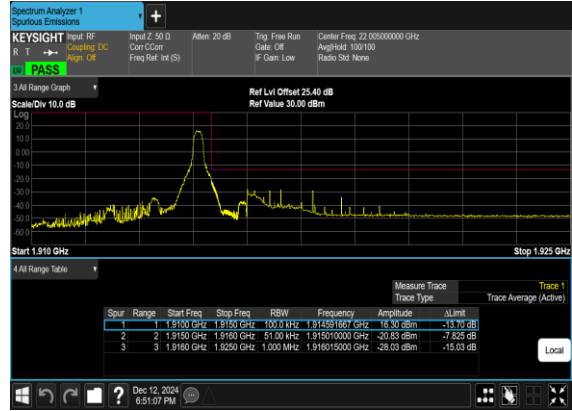 Spectrum Analyzer 1
Spurious Emissions
+
KEYSIGHT Input: RF Input Z: 50 Ω Atten: 20 dB Trig: Free Run Center Freq: 22.005000000 GHz
R T Coupling: DC Corr CCorr Gate: Off Avg|Hold: 100/100
Align: Off Freq Ref: Int (S) IF Gain: Low Radio Std: None
PASS
3 All Range Graph Ref Lvl Offset 25.40 dB
Scale/Div 10.0 dB Ref Value 30.00 dBm
Log
20.0
10.0
0.00
-10.0
-20.0
-30.0
-40.0
-50.0
-60.0
Start 1.910 GHz Stop 1.925 GHz
4 All Range Table
Measure Trace Trace 1
Trace Type Trace Average (Active)
Spur Range Start Freq Stop Freq RBW Frequency Amplitude ΔLimit
1 1 1.9100 GHz 1.9150 GHz 100.0 kHz 1.914591667 GHz 16.30 dBm -13.70 dB
2 2 1.9150 GHz 1.9160 GHz 51.00 kHz 1.915010000 GHz -20.83 dBm -7.825 dB
3 3 1.9160 GHz 1.9250 GHz 1.000 MHz 1.916015000 GHz -28.03 dBm -15.03 dB
Local
? Dec 12, 2024
6:51:07 PM